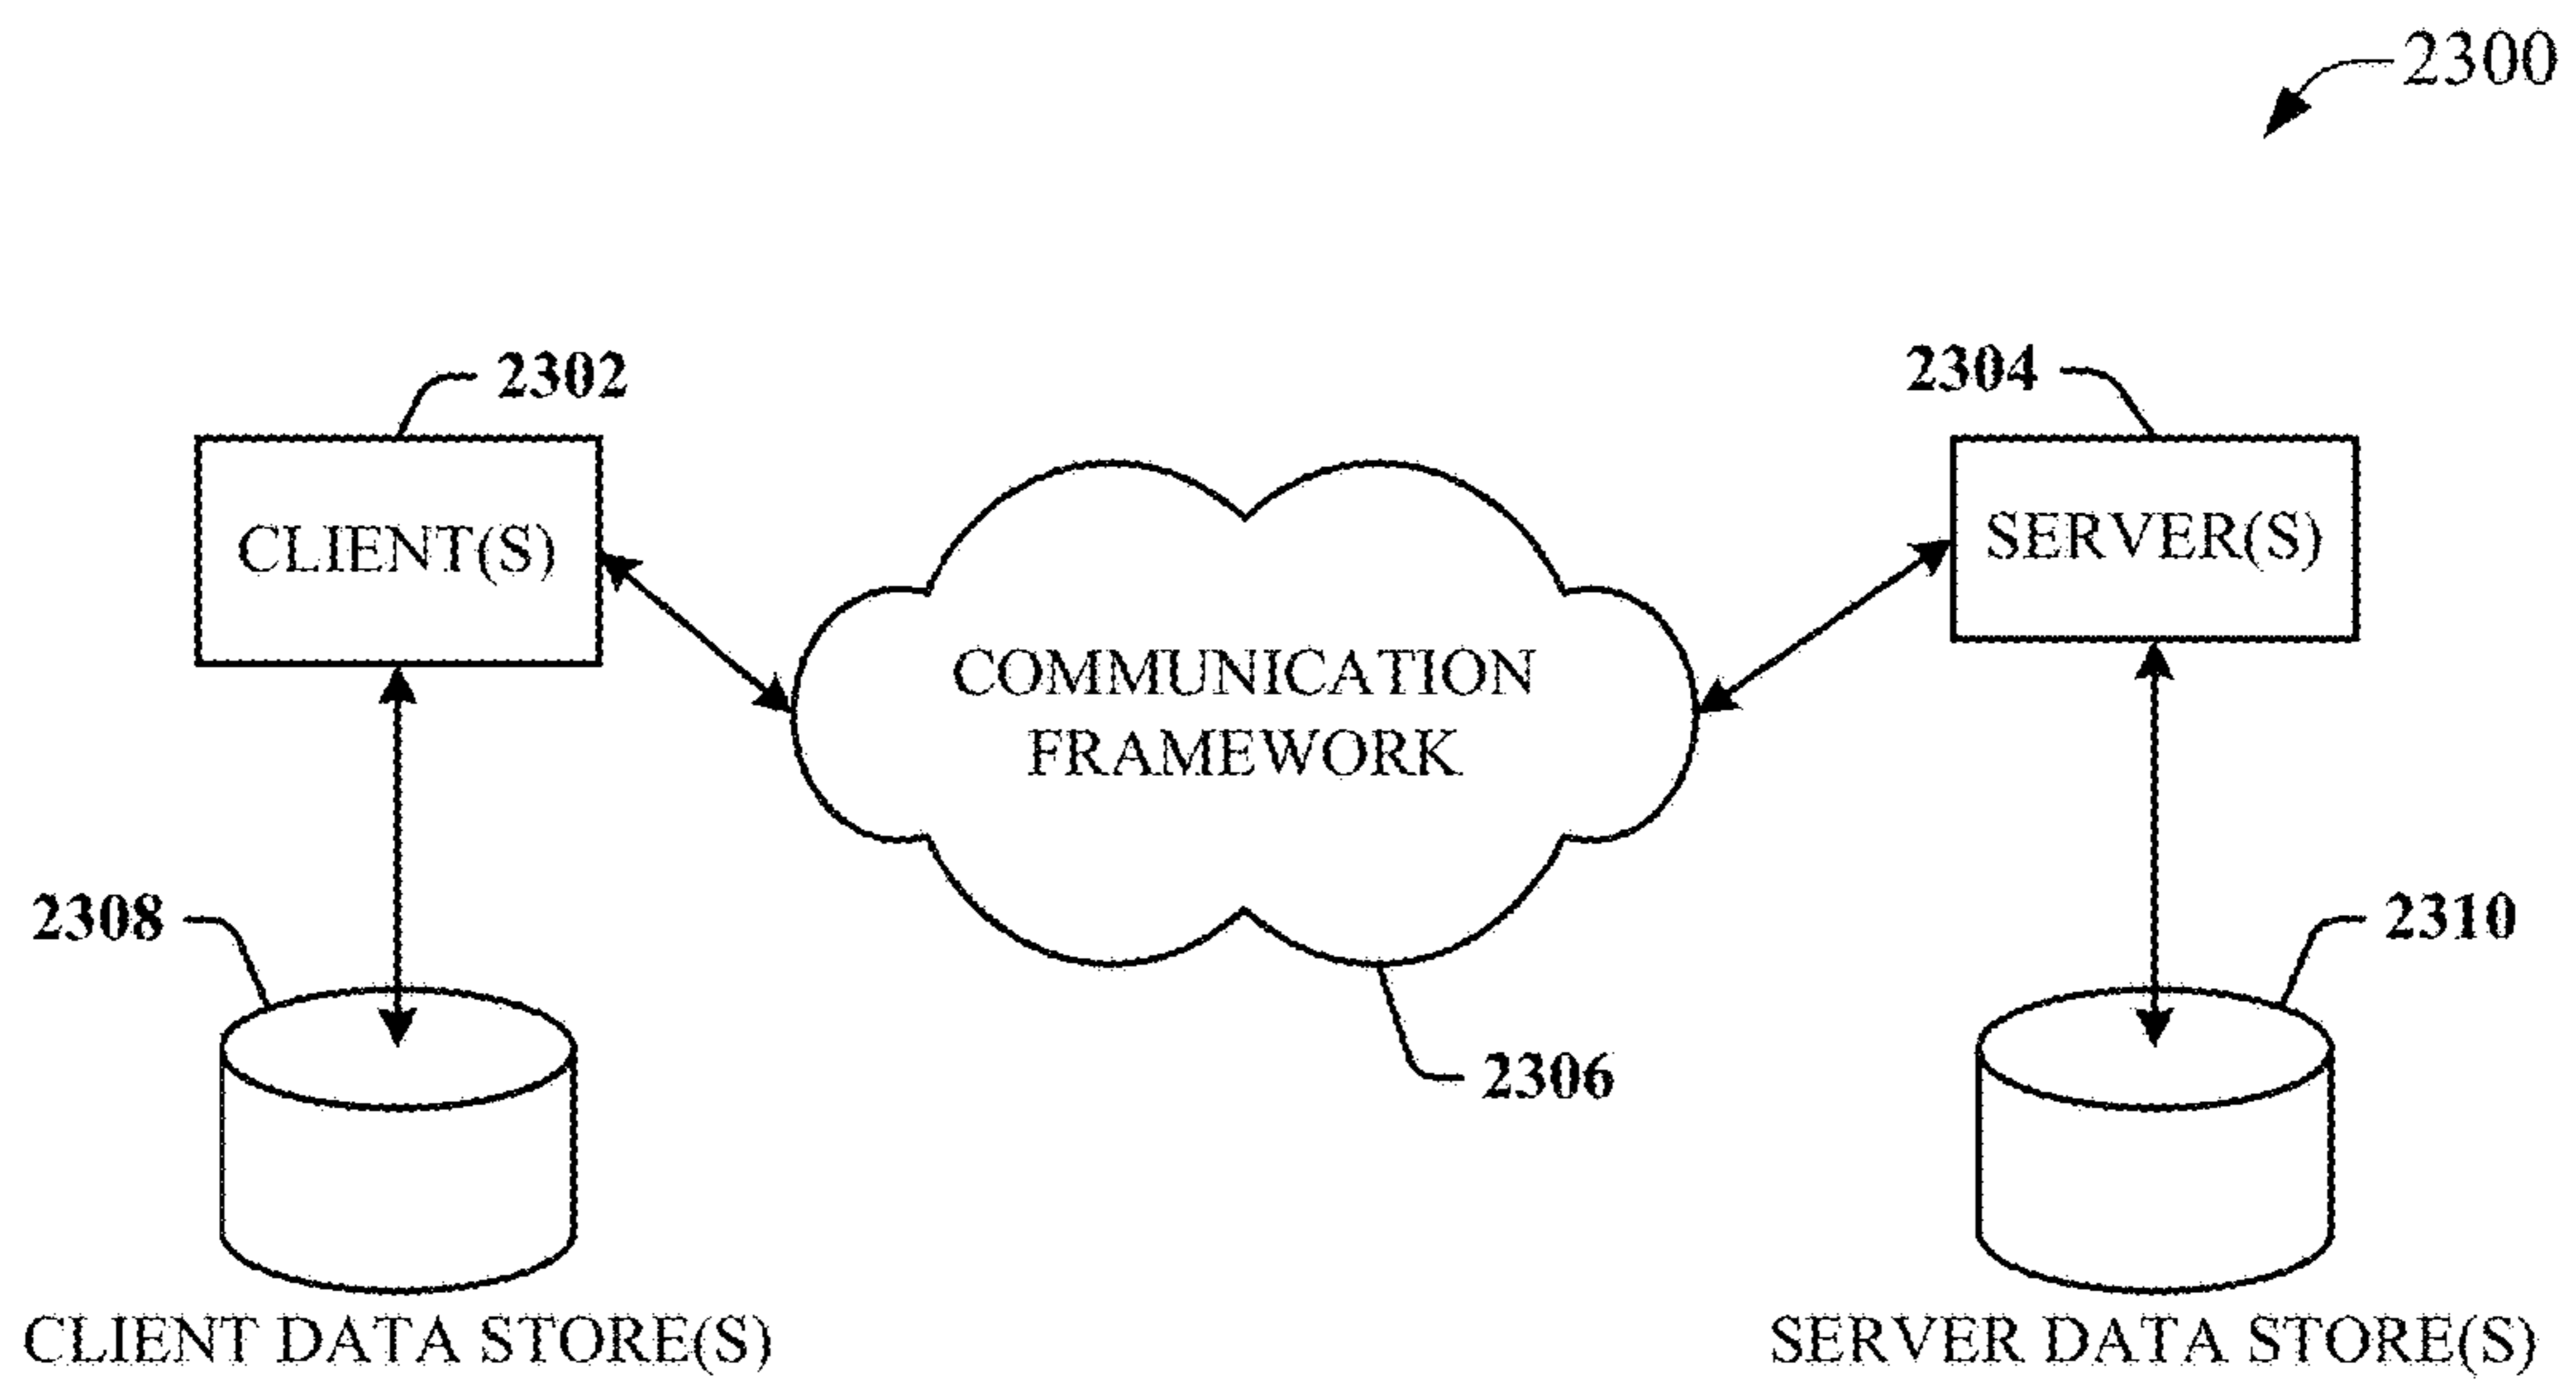 2300
2302
2304
CLIENT(S)
SERVER(S)
COMMUNICATION
FRAMEWORK
2308
2310
2306
CLIENT DATA STORE(S)
SERVER DATA STORE(S)